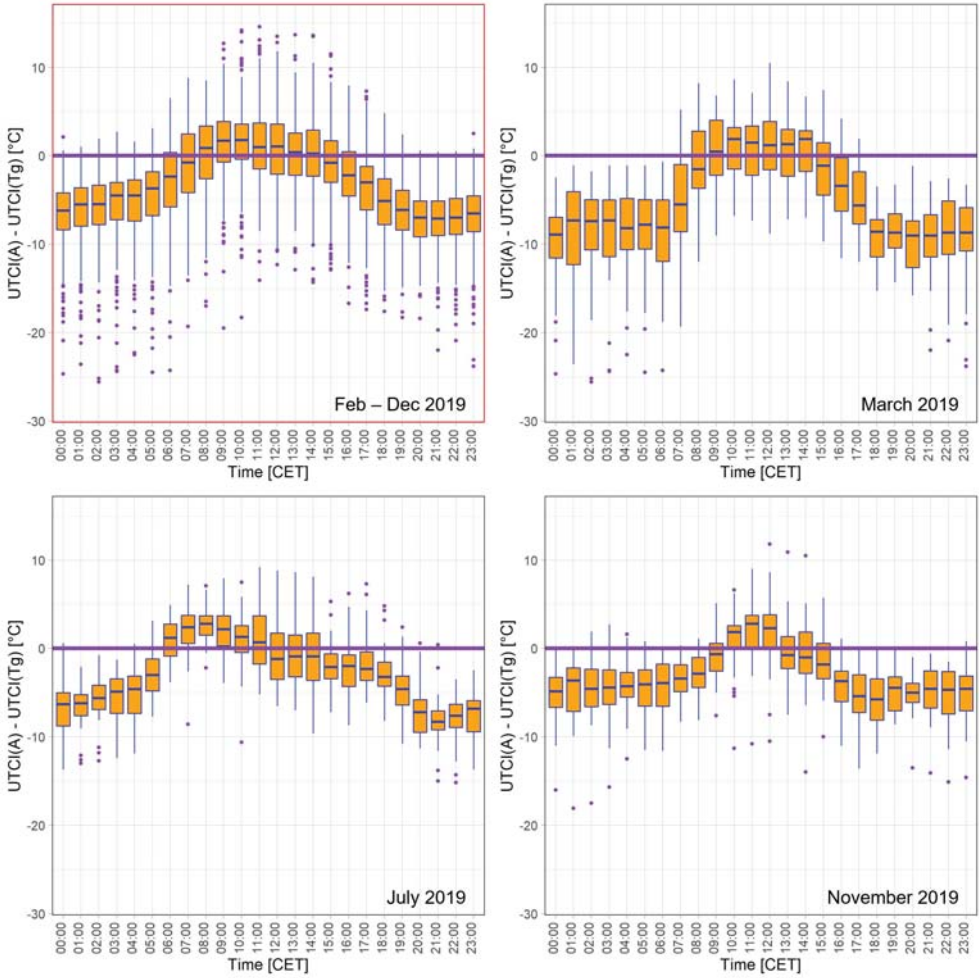 UTCI(A) - UTCI(Tg) [°C]
10
0
-10
-20
-30
Feb – Dec 2019
00:00 01:00 02:00 03:00 04:00 05:00 06:00 07:00 08:00 09:00 10:00 11:00 12:00 13:00 14:00 15:00 16:00 17:00 18:00 19:00 20:00 21:00 22:00 23:00
Time [CET]
UTCI(A) - UTCI(Tg) [°C]
10
0
-10
-20
-30
March 2019
00:00 01:00 02:00 03:00 04:00 05:00 06:00 07:00 08:00 09:00 10:00 11:00 12:00 13:00 14:00 15:00 16:00 17:00 18:00 19:00 20:00 21:00 22:00 23:00
Time [CET]
UTCI(A) - UTCI(Tg) [°C]
10
0
-10
-20
-30
July 2019
00:00 01:00 02:00 03:00 04:00 05:00 06:00 07:00 08:00 09:00 10:00 11:00 12:00 13:00 14:00 15:00 16:00 17:00 18:00 19:00 20:00 21:00 22:00 23:00
Time [CET]
UTCI(A) - UTCI(Tg) [°C]
10
0
-10
-20
-30
November 2019
00:00 01:00 02:00 03:00 04:00 05:00 06:00 07:00 08:00 09:00 10:00 11:00 12:00 13:00 14:00 15:00 16:00 17:00 18:00 19:00 20:00 21:00 22:00 23:00
Time [CET]